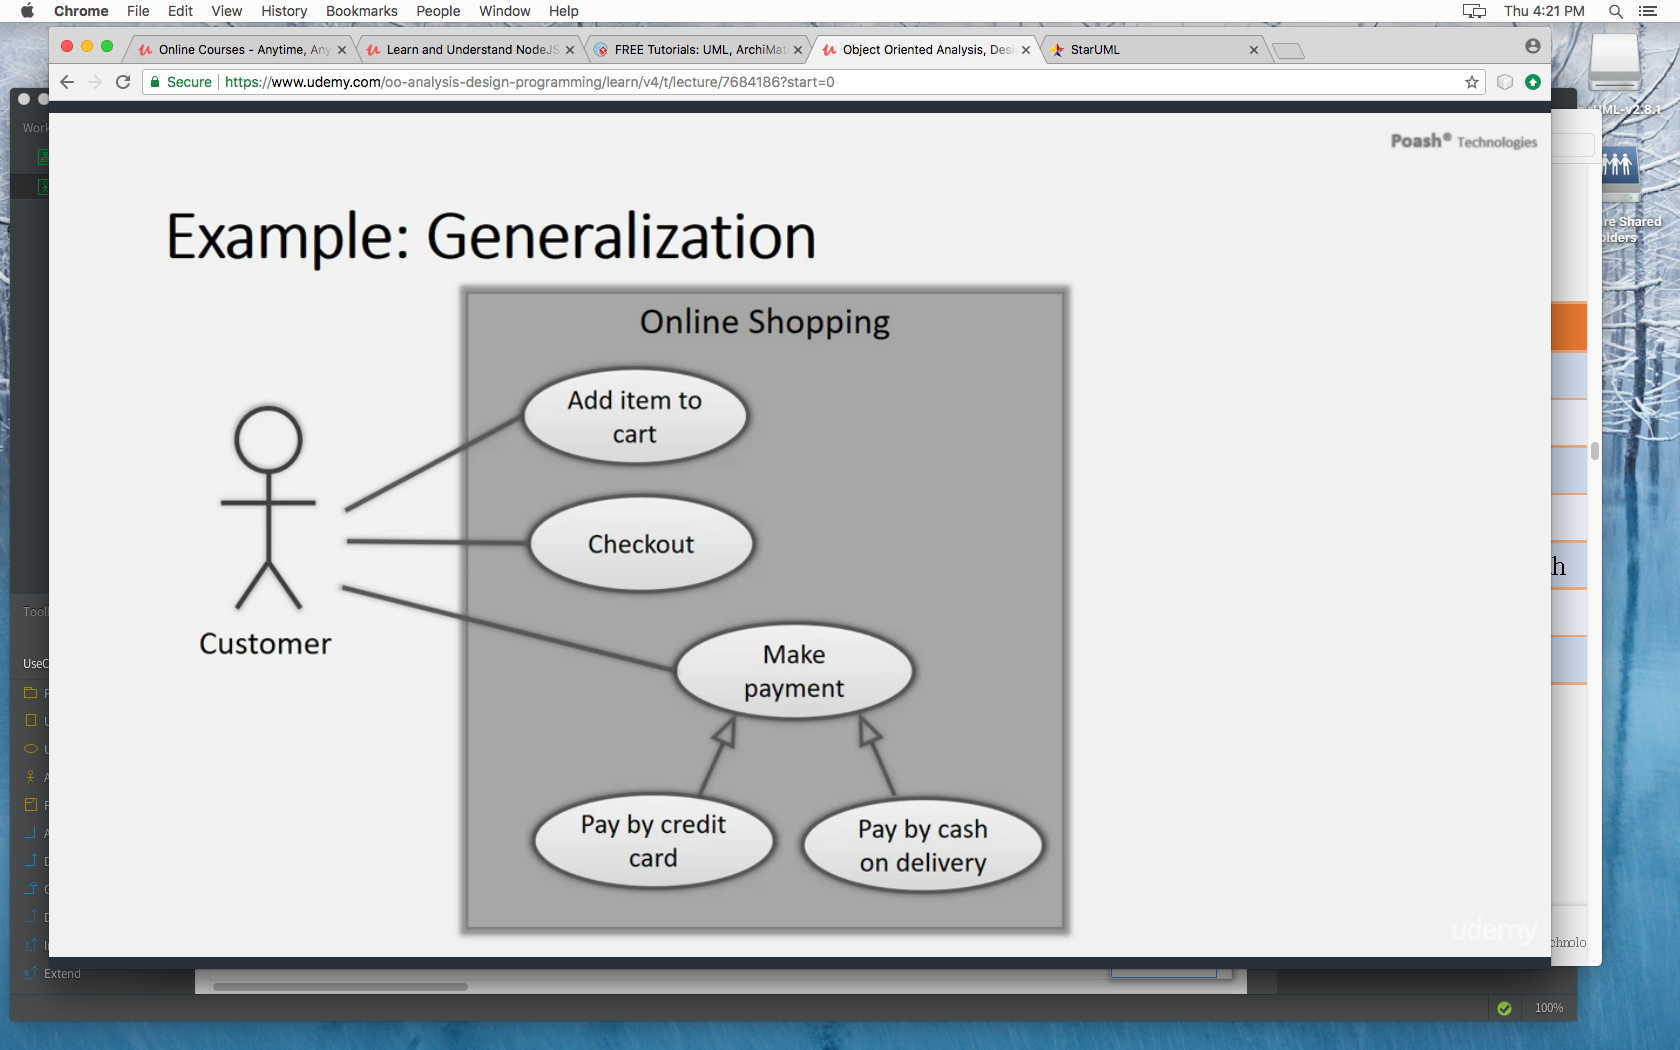 Chrome File Edit View History Bookmarks People Window Help Thu 4:21 PM
Online Courses - Anytime, Any Learn and Understand NodeJS FREE Tutorials: UML, ArchiMat Object Oriented Analysis, Desi StarUML
Secure https://www.udemy.com/oo-analysis-design-programming/learn/v4/t/lecture/7684186?start=0
UML-v2.8.1
Work
Poash® Technologies
re Shared
olders
Example: Generalization
Online Shopping
Add item to
cart
Checkout
Customer
Make
payment
Pay by credit
card
Pay by cash
on delivery
h
Tool
UseC
udemy
chnolo
Extend
100%